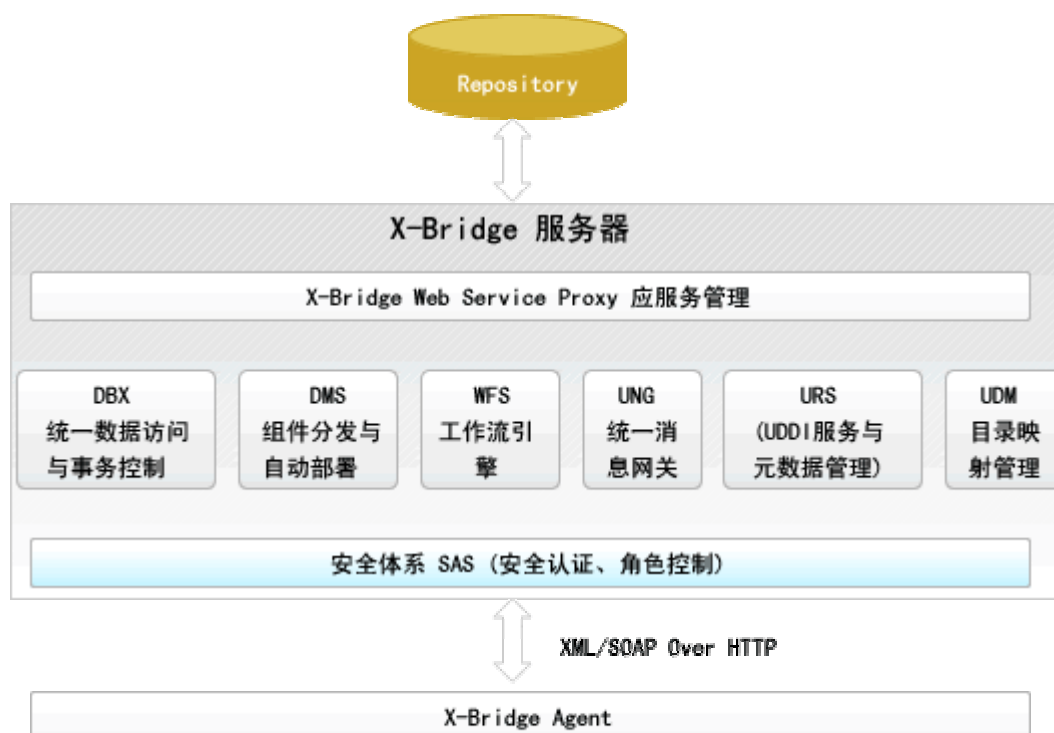 Repository
X-Bridge 服务器
X-Bridge Web Service Proxy 应服务管理
DBX
统一数据访问
与事务控制
DMS
组件分发与
自动部署
WFS
工作流引
擎
UNG
统一消
息网关
URS
(UDDI服务与
元数据管理)
UDM
目录映
射管理
安全体系 SAS (安全认证、角色控制)
XML/SOAP Over HTTP
X-Bridge Agent